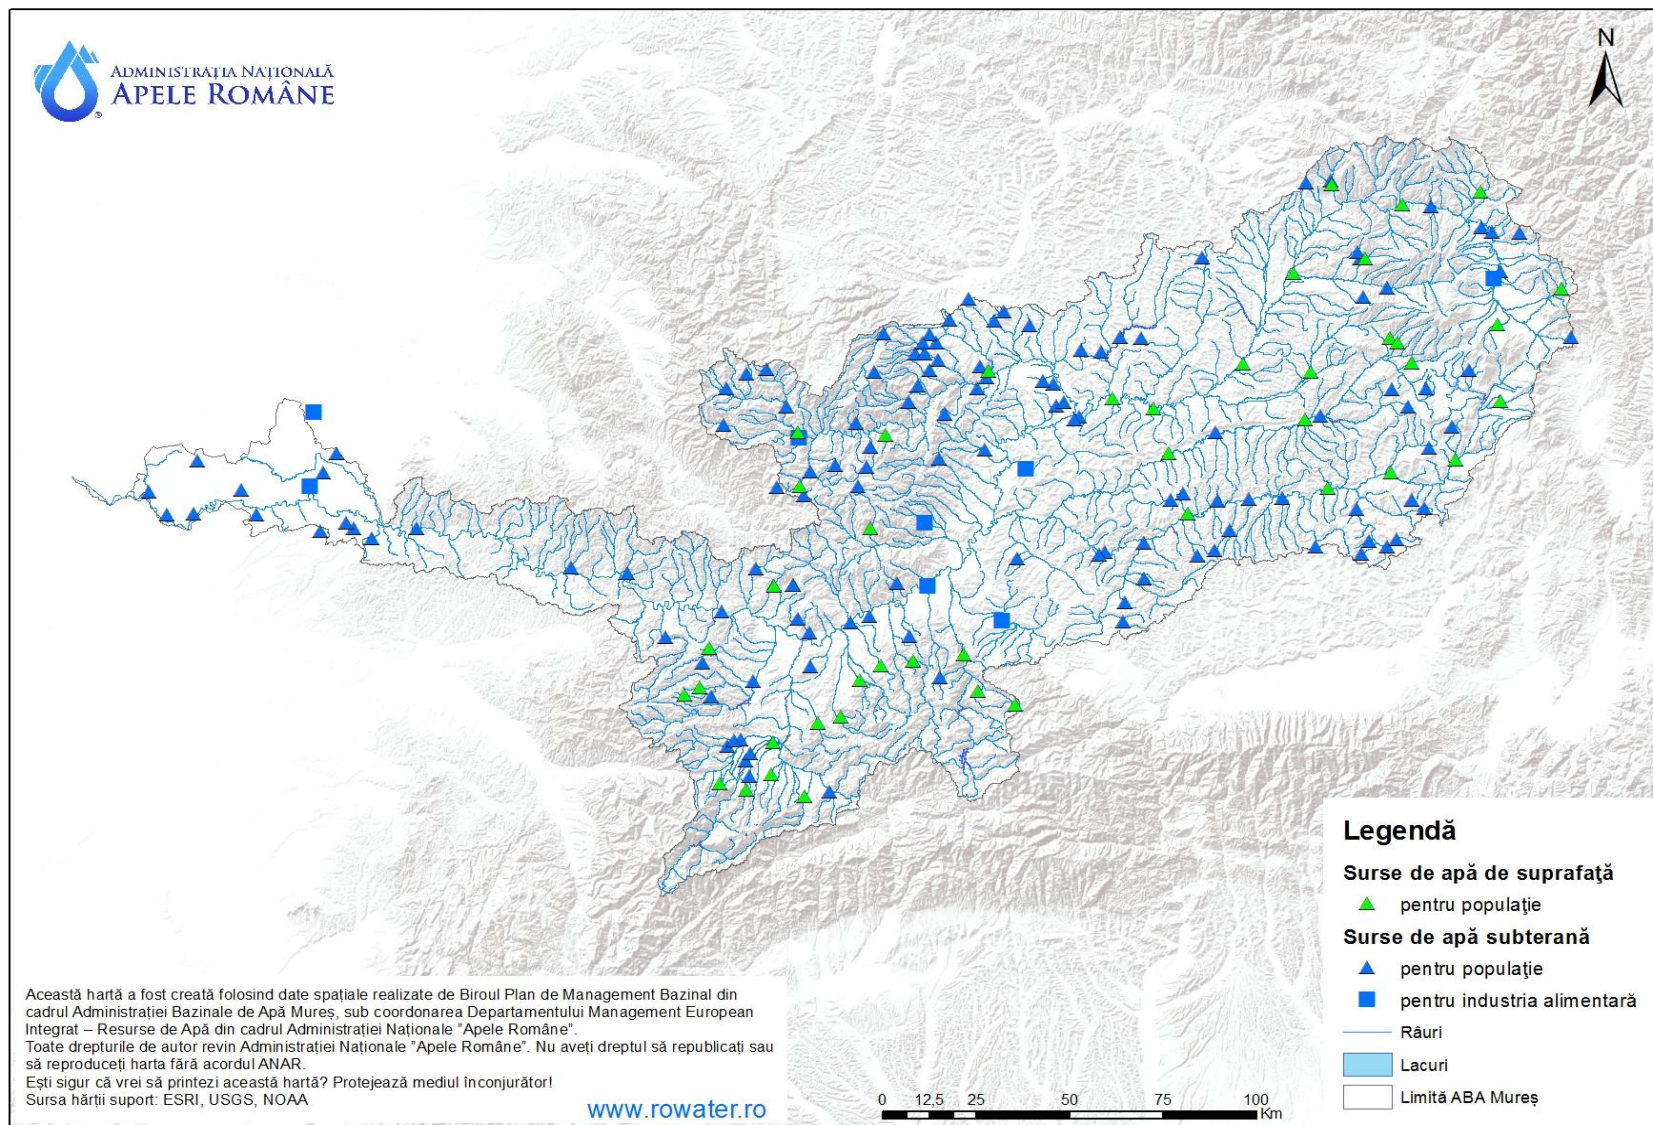 ADMINISTRAȚIA NAȚIONALĂ
APELE ROMÂNE
®
N
Legendă
Surse de apă de suprafaţă
pentru populaţie
Surse de apă subterană
pentru populaţie
pentru industria alimentară
Râuri
Lacuri
Limită ABA Mureș
Această hartă a fost creată folosind date spațiale realizate de Biroul Plan de Management Bazinal din
cadrul Administrației Bazinale de Apă Mureș, sub coordonarea Departamentului Management European
Integrat – Resurse de Apă din cadrul Administrației Naționale "Apele Române".
Toate drepturile de autor revin Administrației Naționale "Apele Române". Nu aveți dreptul să republicați sau
să reproduceți harta fără acordul ANAR.
Ești sigur că vrei să printezi această hartă? Protejează mediul înconjurător!
Sursa hărții suport: ESRI, USGS, NOAA
www.rowater.ro
0 12,5 25 50 75 100
Km